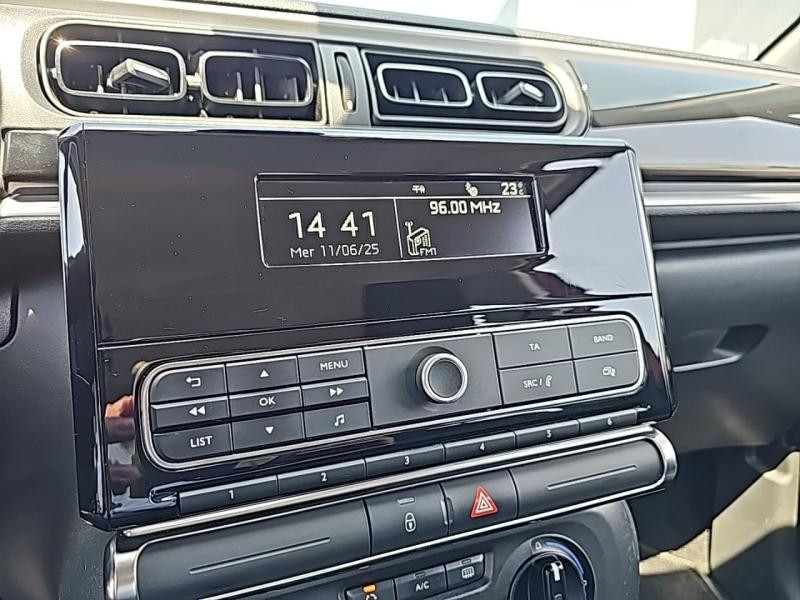 TA 23°C
14 41 96.00 MHz
Mer 11/06/25 FM1
MENU
TA BAND
OK
SRC /
LIST
1 2 3 4 5 6
A/C